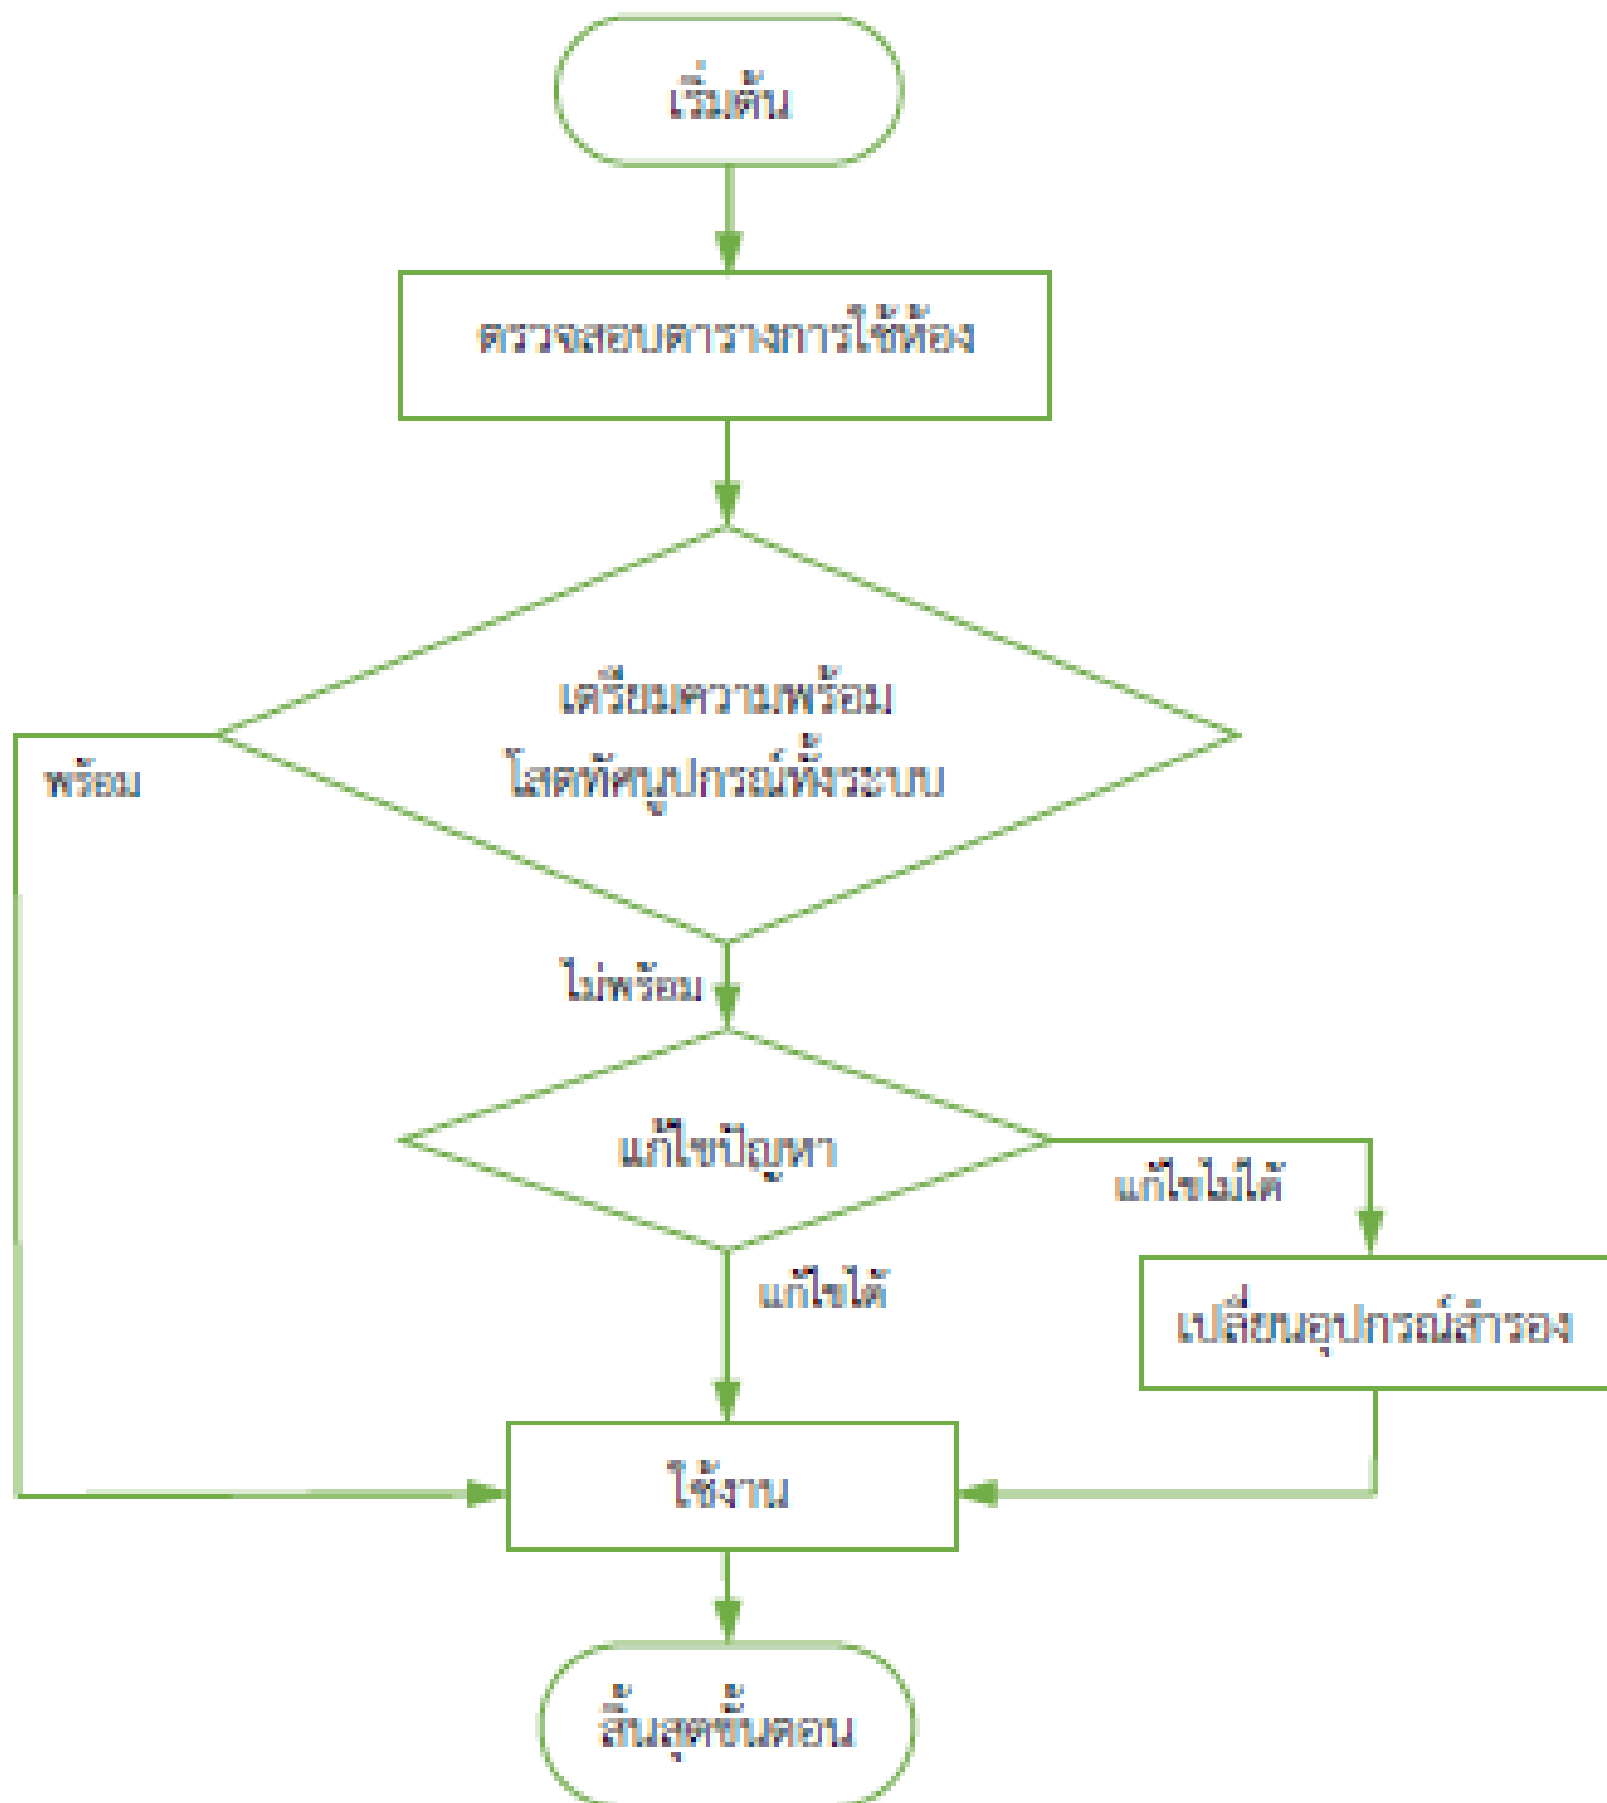 เริ่มต้น
ตรวจสอบตารางการใช้ห้อง
เตรียมความพร้อม
โสตทัศนูปกรณ์ทั้งระบบ
พร้อม
ไม่พร้อม
แก้ไขปัญหา
แก้ไขไม่ได้
แก้ไขได้
เปลี่ยนอุปกรณ์สำรอง
ใช้งาน
สิ้นสุดขั้นตอน